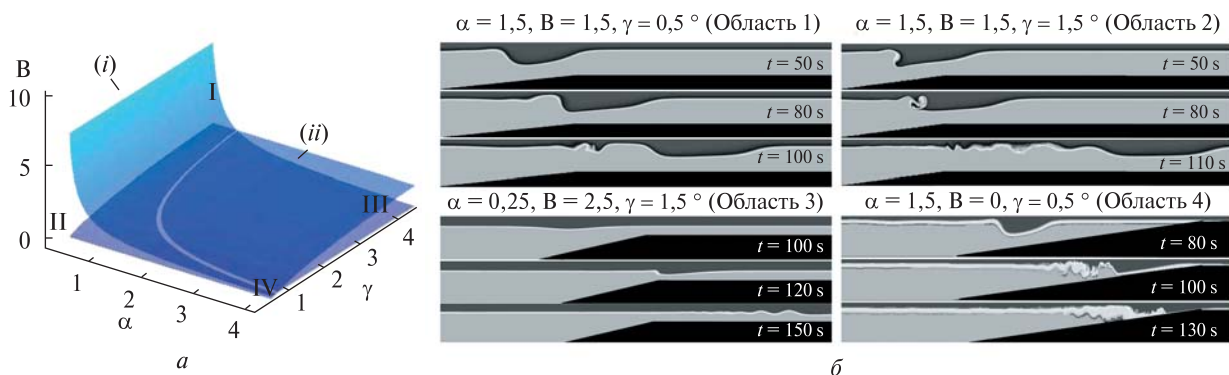 B
10
5
0
(i)
I
(ii)
II
III
IV
1
2
3
4
α
1
2
3
4
γ
а
α = 1,5, B = 1,5, γ = 0,5 ° (Область 1)
t = 50 s
t = 80 s
t = 100 s
α = 1,5, B = 1,5, γ = 1,5 ° (Область 2)
t = 50 s
t = 80 s
t = 110 s
α = 0,25, B = 2,5, γ = 1,5 ° (Область 3)
t = 100 s
t = 120 s
t = 150 s
α = 1,5, B = 0, γ = 0,5 ° (Область 4)
t = 80 s
t = 100 s
t = 130 s
б